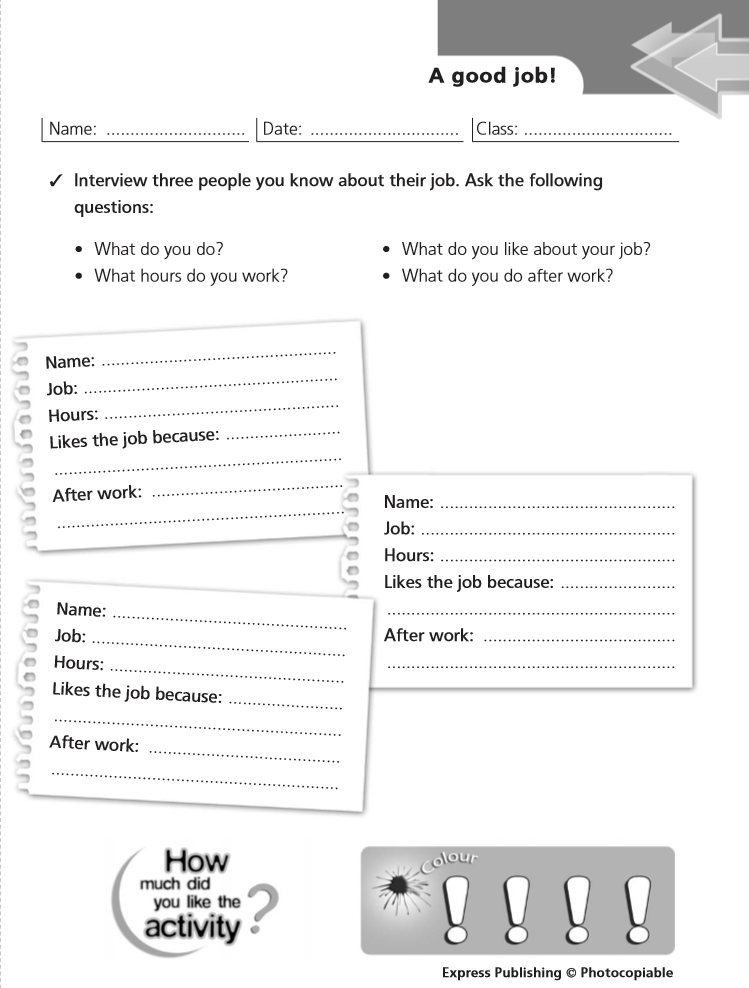 A good job!
Name: ............................. Date: ............................... Class: ...............................
✓ Interview three people you know about their job. Ask the following
questions:
• What do you do?
• What hours do you work?
• What do you like about your job?
• What do you do after work?
Name: .................................................
Job: .....................................................
Hours: .................................................
Likes the job because: ........................
............................................................
After work: ........................................
............................................................
Name: .................................................
Job: .....................................................
Hours: .................................................
Likes the job because: ........................
............................................................
After work: ........................................
............................................................
Name: .................................................
Job: .....................................................
Hours: .................................................
Likes the job because: ........................
............................................................
After work: ........................................
............................................................
How
much did
you like the
activity?
Colour
! ! ! !
Express Publishing © Photocopiable